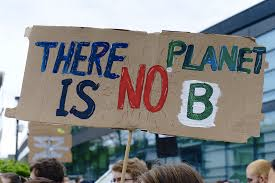 THERE IS NO PLANET B